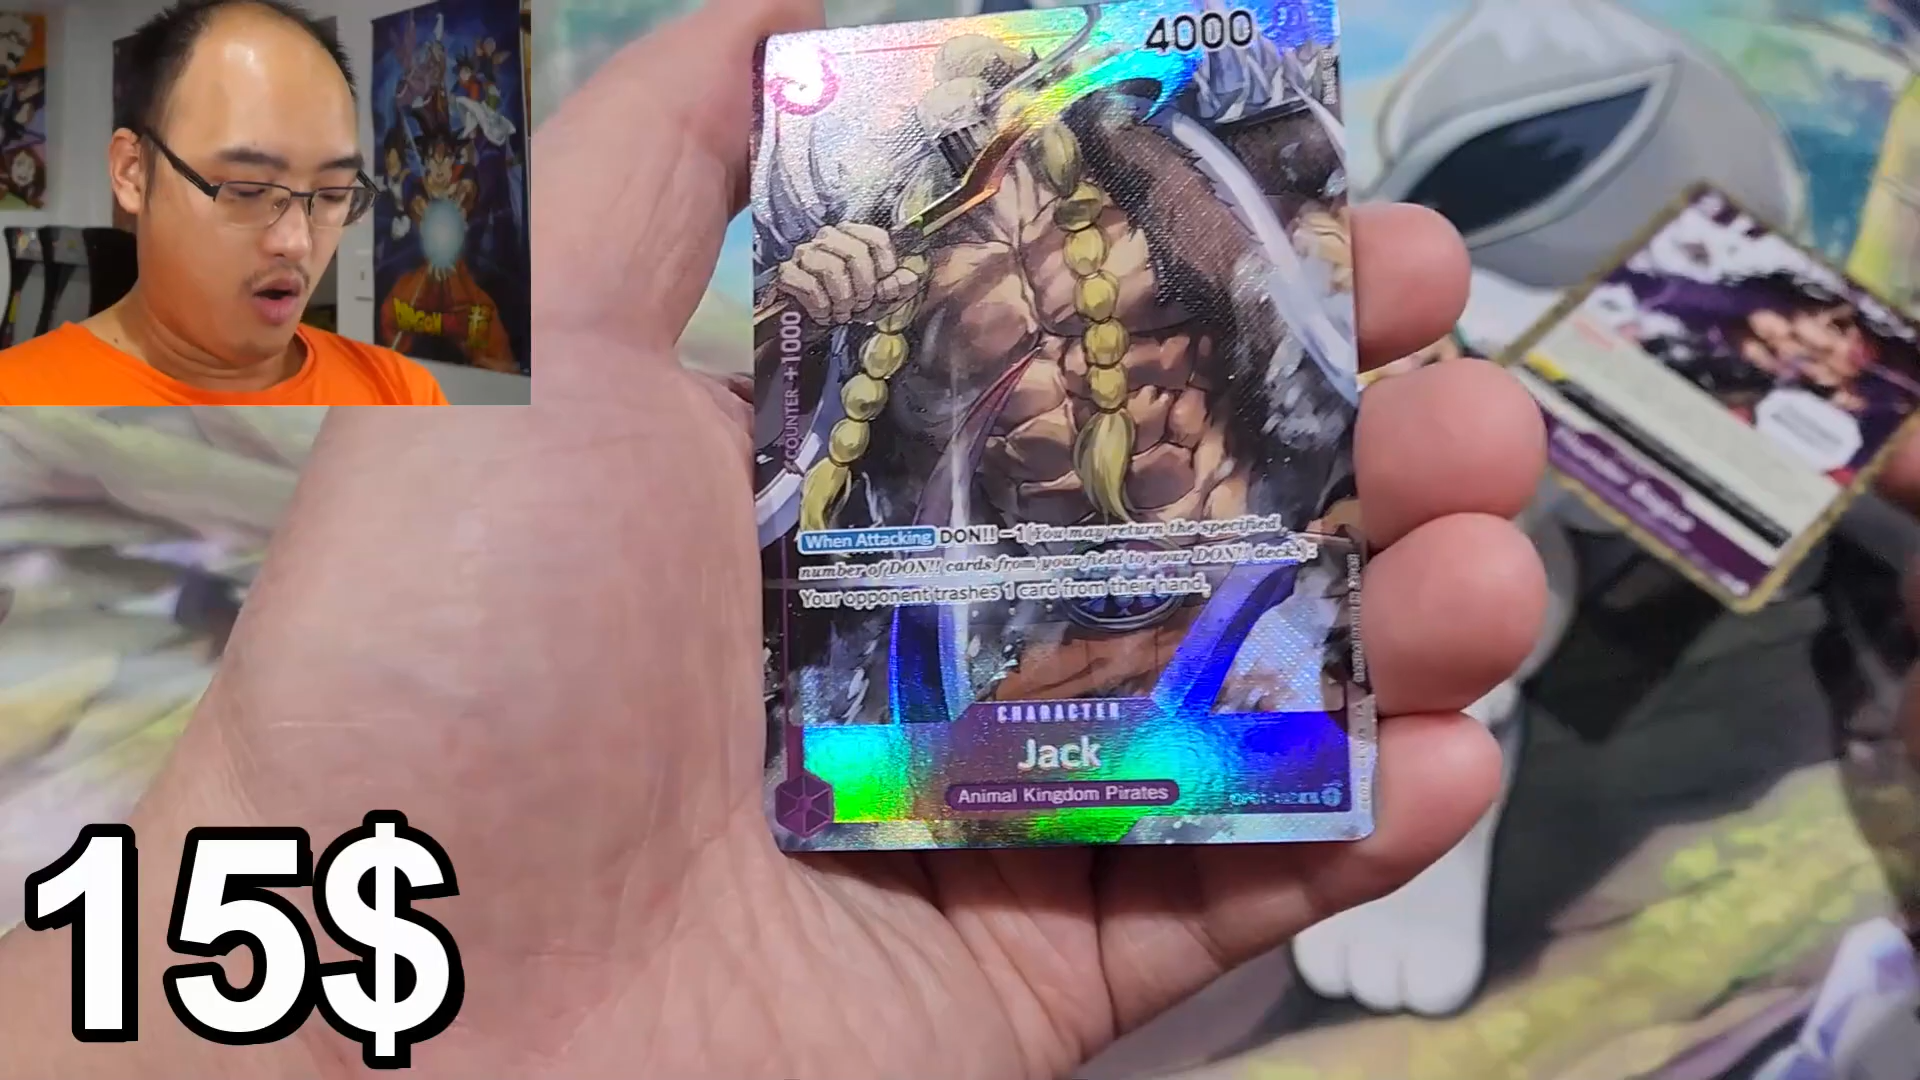 4000
COUNTER +1000
When Attacking DON!! −1 (You may return the specified
number of DON!! cards from your field to your DON!! deck.):
Your opponent trashes 1 card from their hand.
CHARACTER
Jack
Animal Kingdom Pirates
DRAGON
15$